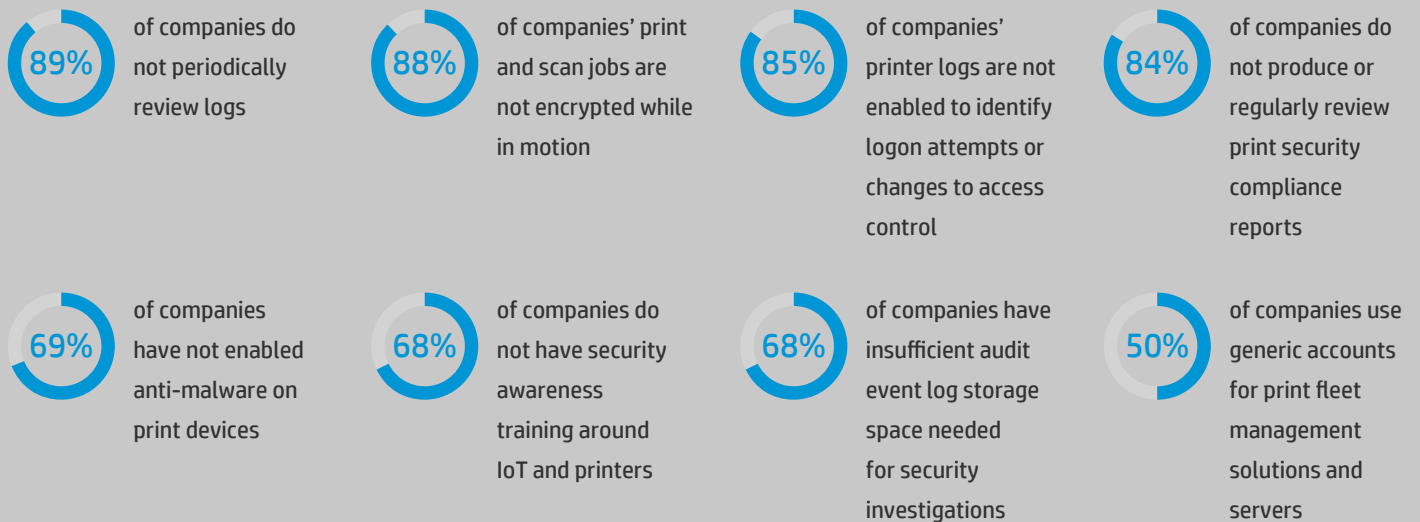 89%
of companies do
not periodically
review logs
88%
of companies’ print
and scan jobs are
not encrypted while
in motion
85%
of companies’
printer logs are not
enabled to identify
logon attempts or
changes to access
control
84%
of companies do
not produce or
regularly review
print security
compliance
reports
69%
of companies
have not enabled
anti-malware on
print devices
68%
of companies do
not have security
awareness
training around
IoT and printers
68%
of companies have
insufficient audit
event log storage
space needed
for security
investigations
50%
of companies use
generic accounts
for print fleet
management
solutions and
servers